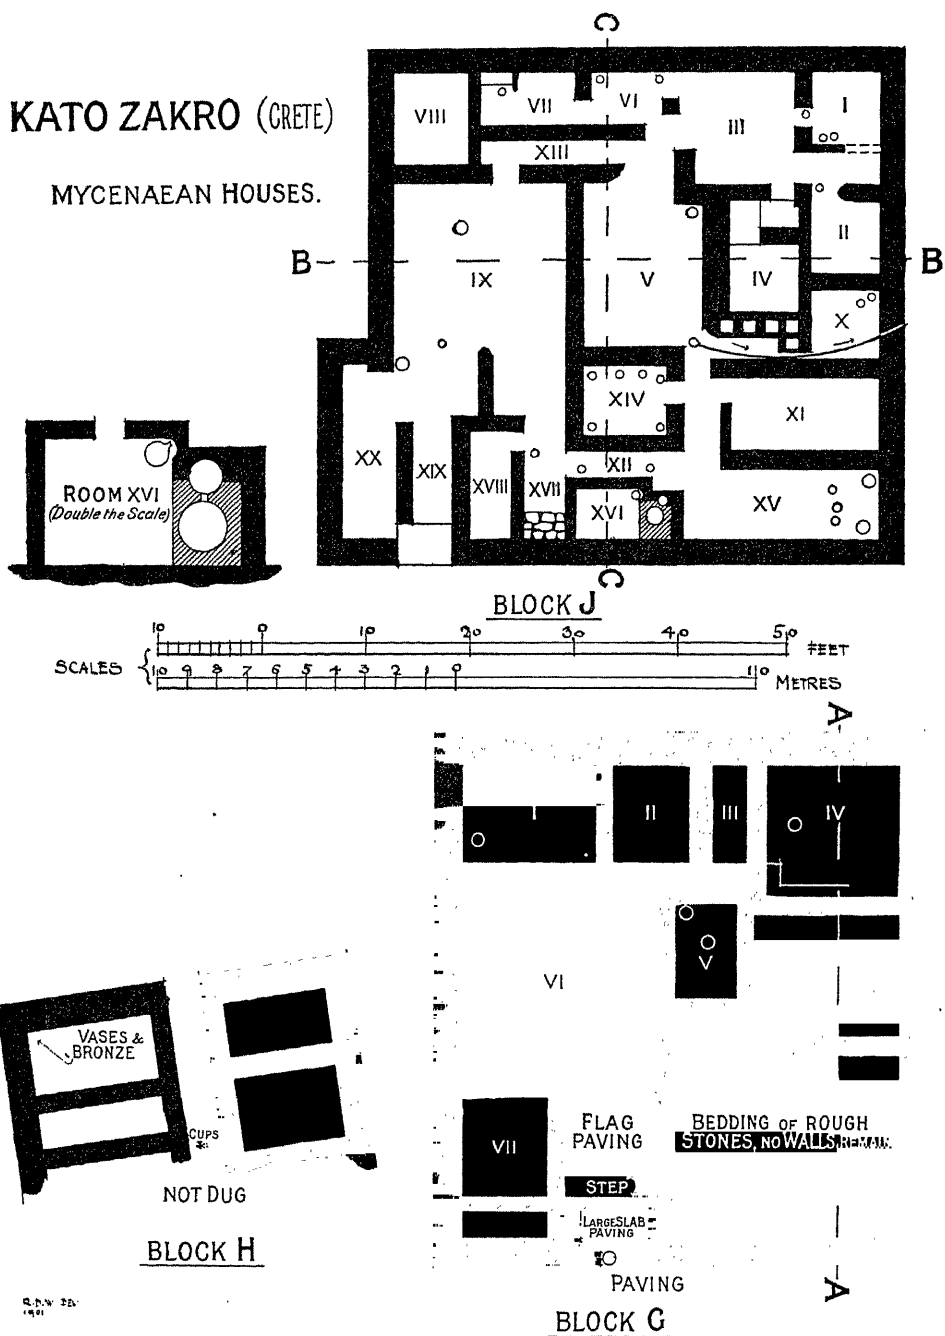 KATO ZAKRO (CRETE)
MYCENAEAN HOUSES.
C
VIII
VII
VI
III
I
XIII
B
B
IX
V
IV
II
X
XIV
XI
XX
XIX
XVIII
XVII
XII
XVI
XV
ROOM XVI
(Double the Scale)
C
BLOCK J
10 0 10 20 30 40 50 FEET
SCALES
10 9 8 7 6 5 4 3 2 1 0 10 METRES
A
I
II
III
IV
V
VI
VASES &
BRONZE
CUPS
NOT DUG
BLOCK H
VII
FLAG
PAVING
BEDDING OF ROUGH
STONES, NO WALLS REMAIN.
STEP
LARGE SLAB
PAVING
PAVING
A
BLOCK G
1901